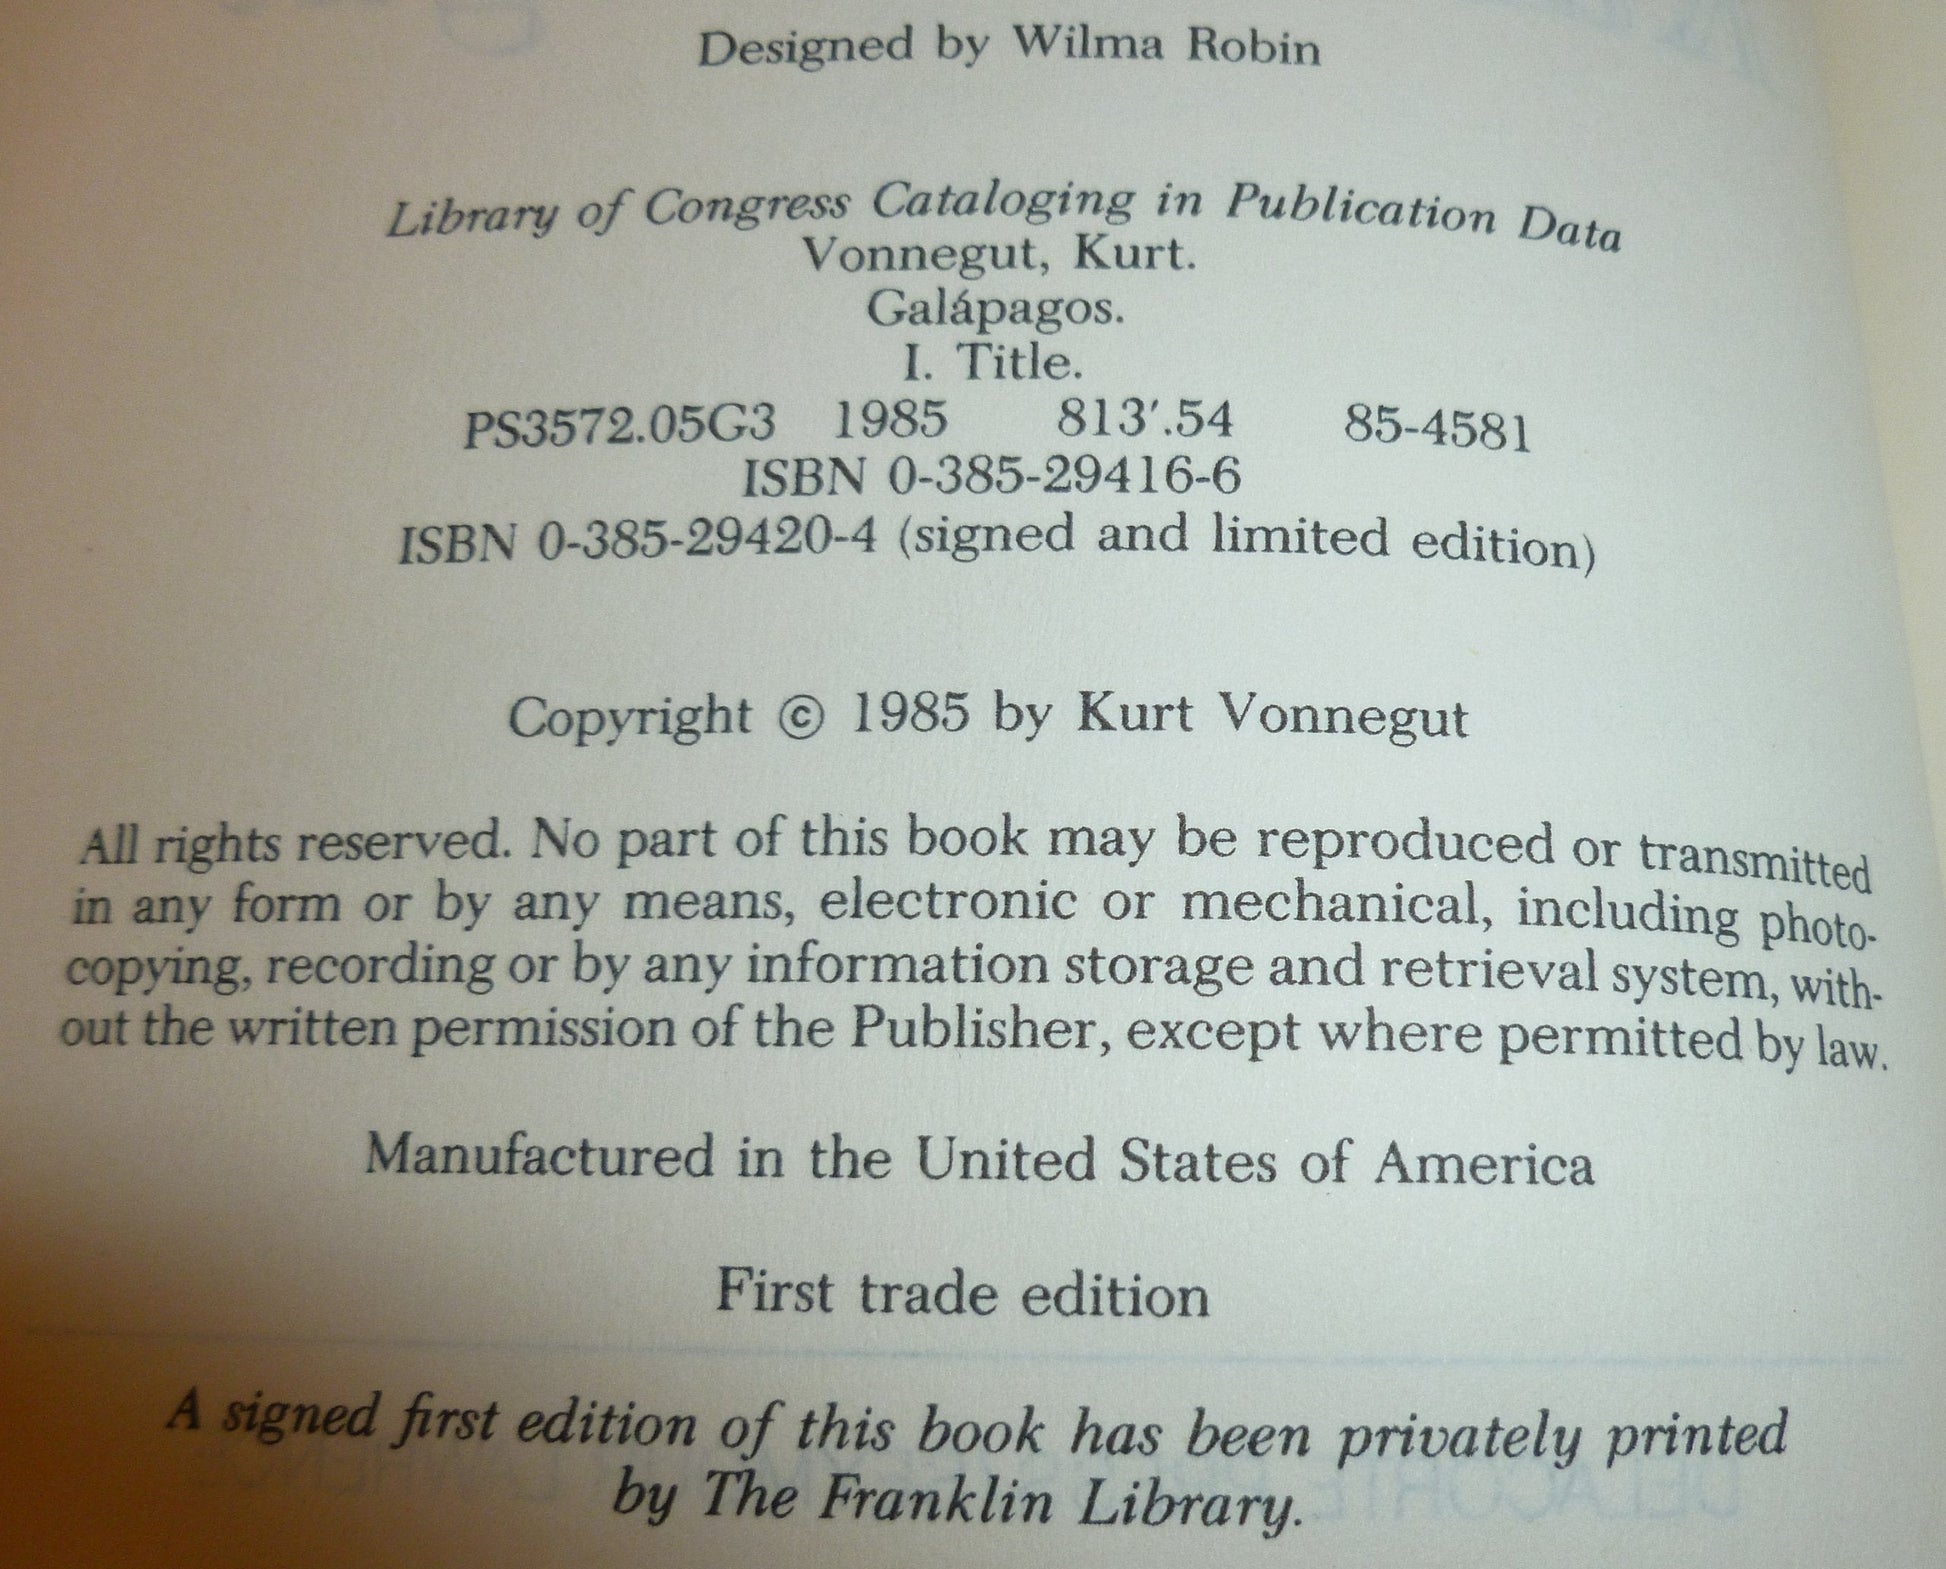 Designed by Wilma Robin
Library of Congress Cataloging in Publication Data
Vonnegut, Kurt.
Galápagos.
I. Title.
PS3572.05G3 1985 813′.54 85-4581
ISBN 0-385-29416-6
ISBN 0-385-29420-4 (signed and limited edition)
Copyright © 1985 by Kurt Vonnegut
All rights reserved. No part of this book may be reproduced or transmitted
in any form or by any means, electronic or mechanical, including photo-
copying, recording or by any information storage and retrieval system, with-
out the written permission of the Publisher, except where permitted by law.
Manufactured in the United States of America
First trade edition
A signed first edition of this book has been privately printed
by The Franklin Library.